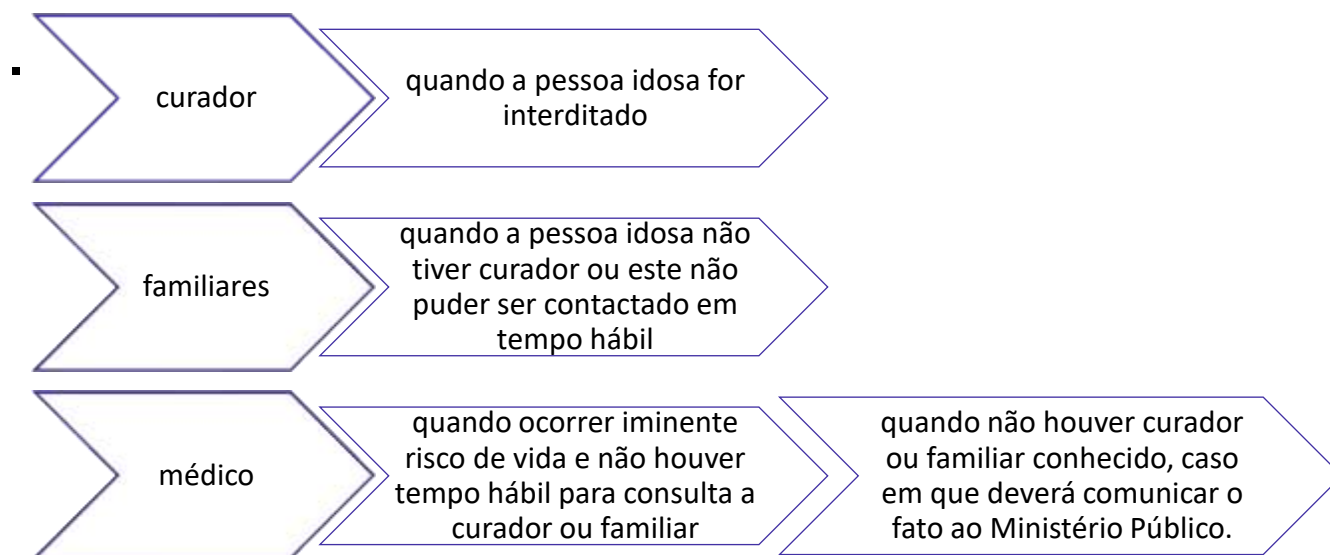 curador
quando a pessoa idosa for
interditado
familiares
quando a pessoa idosa não
tiver curador ou este não
puder ser contactado em
tempo hábil
médico
quando ocorrer iminente
risco de vida e não houver
tempo hábil para consulta a
curador ou familiar
quando não houver curador
ou familiar conhecido, caso
em que deverá comunicar o
fato ao Ministério Público.